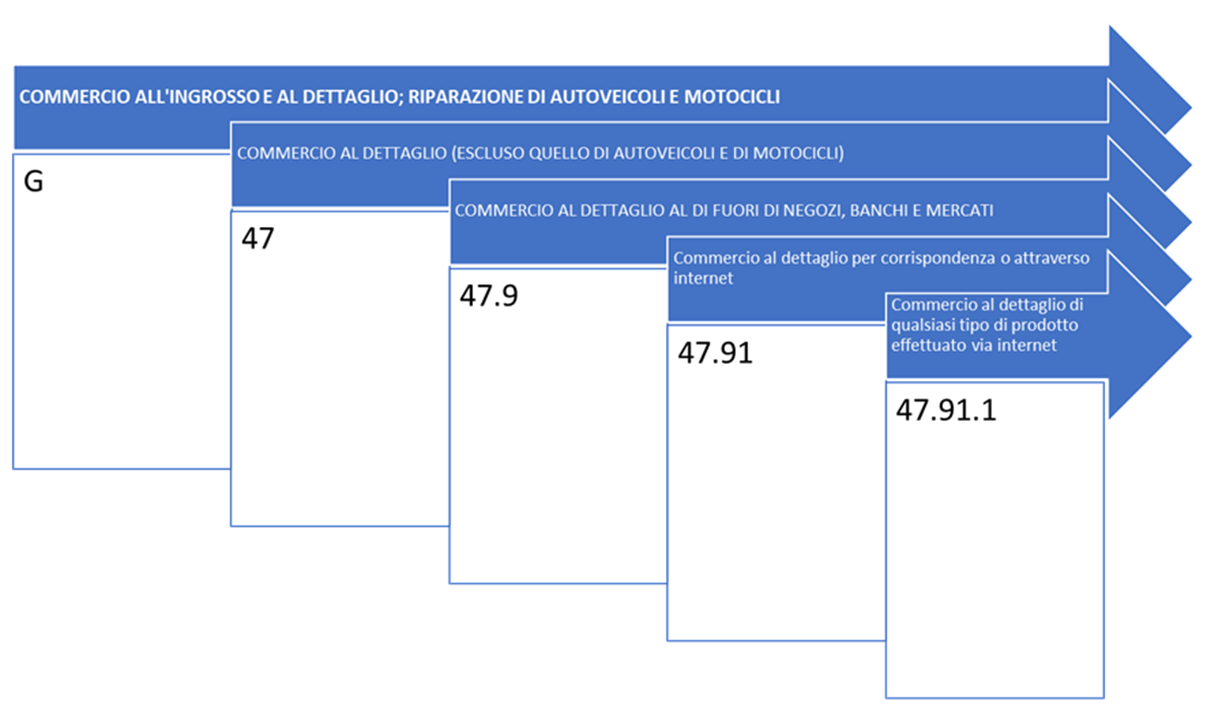 COMMERCIO ALL'INGROSSO E AL DETTAGLIO; RIPARAZIONE DI AUTOVEICOLI E MOTOCICLI
G
COMMERCIO AL DETTAGLIO (ESCLUSO QUELLO DI AUTOVEICOLI E DI MOTOCICLI)
47
COMMERCIO AL DETTAGLIO AL DI FUORI DI NEGOZI, BANCHI E MERCATI
47.9
Commercio al dettaglio per corrispondenza o attraverso
internet
47.91
Commercio al dettaglio di
qualsiasi tipo di prodotto
effettuato via internet
47.91.1